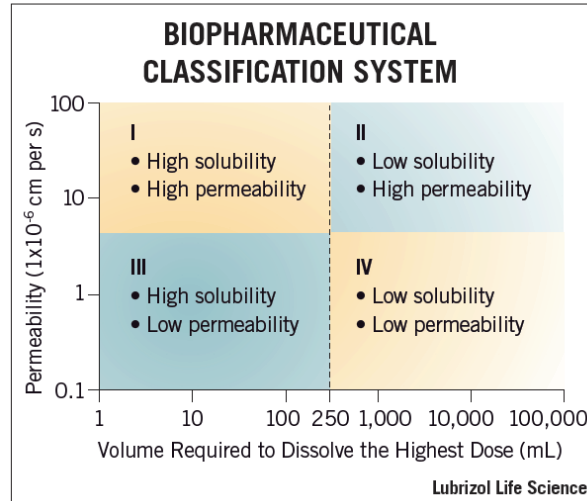 BIOPHARMACEUTICAL
CLASSIFICATION SYSTEM
Permeability (1x10⁻⁶ cm per s)
100
10
1
0.1
I
• High solubility
• High permeability
II
• Low solubility
• High permeability
III
• High solubility
• Low permeability
IV
• Low solubility
• Low permeability
1 10 100 250 1,000 10,000 100,000
Volume Required to Dissolve the Highest Dose (mL)
Lubrizol Life Science